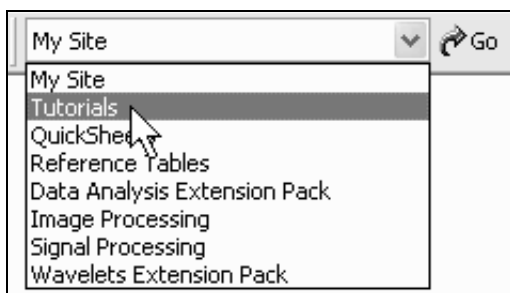 My Site Go
My Site
Tutorials
QuickSheets
Reference Tables
Data Analysis Extension Pack
Image Processing
Signal Processing
Wavelets Extension Pack